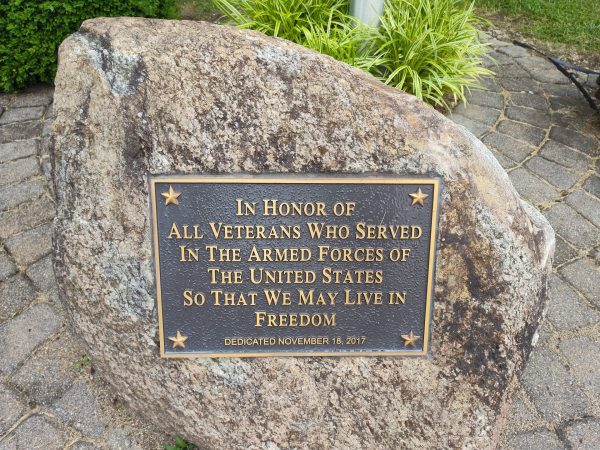 In Honor of
All Veterans Who Served
In The Armed Forces of
The United States
So That We May Live in
Freedom
DEDICATED NOVEMBER 18, 2017